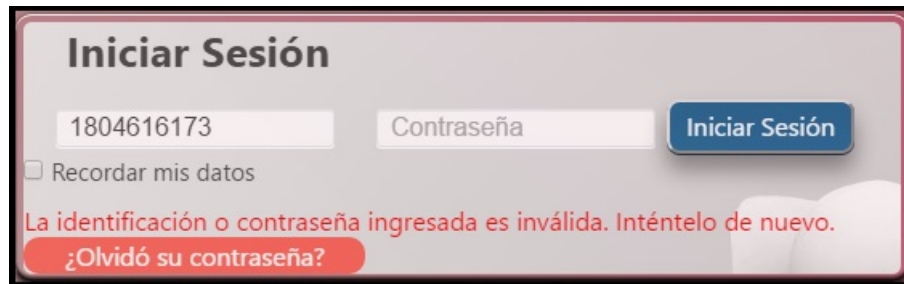 Iniciar Sesión
1804616173 Contraseña Iniciar Sesión
Recordar mis datos
La identificación o contraseña ingresada es inválida. Inténtelo de nuevo.
¿Olvidó su contraseña?